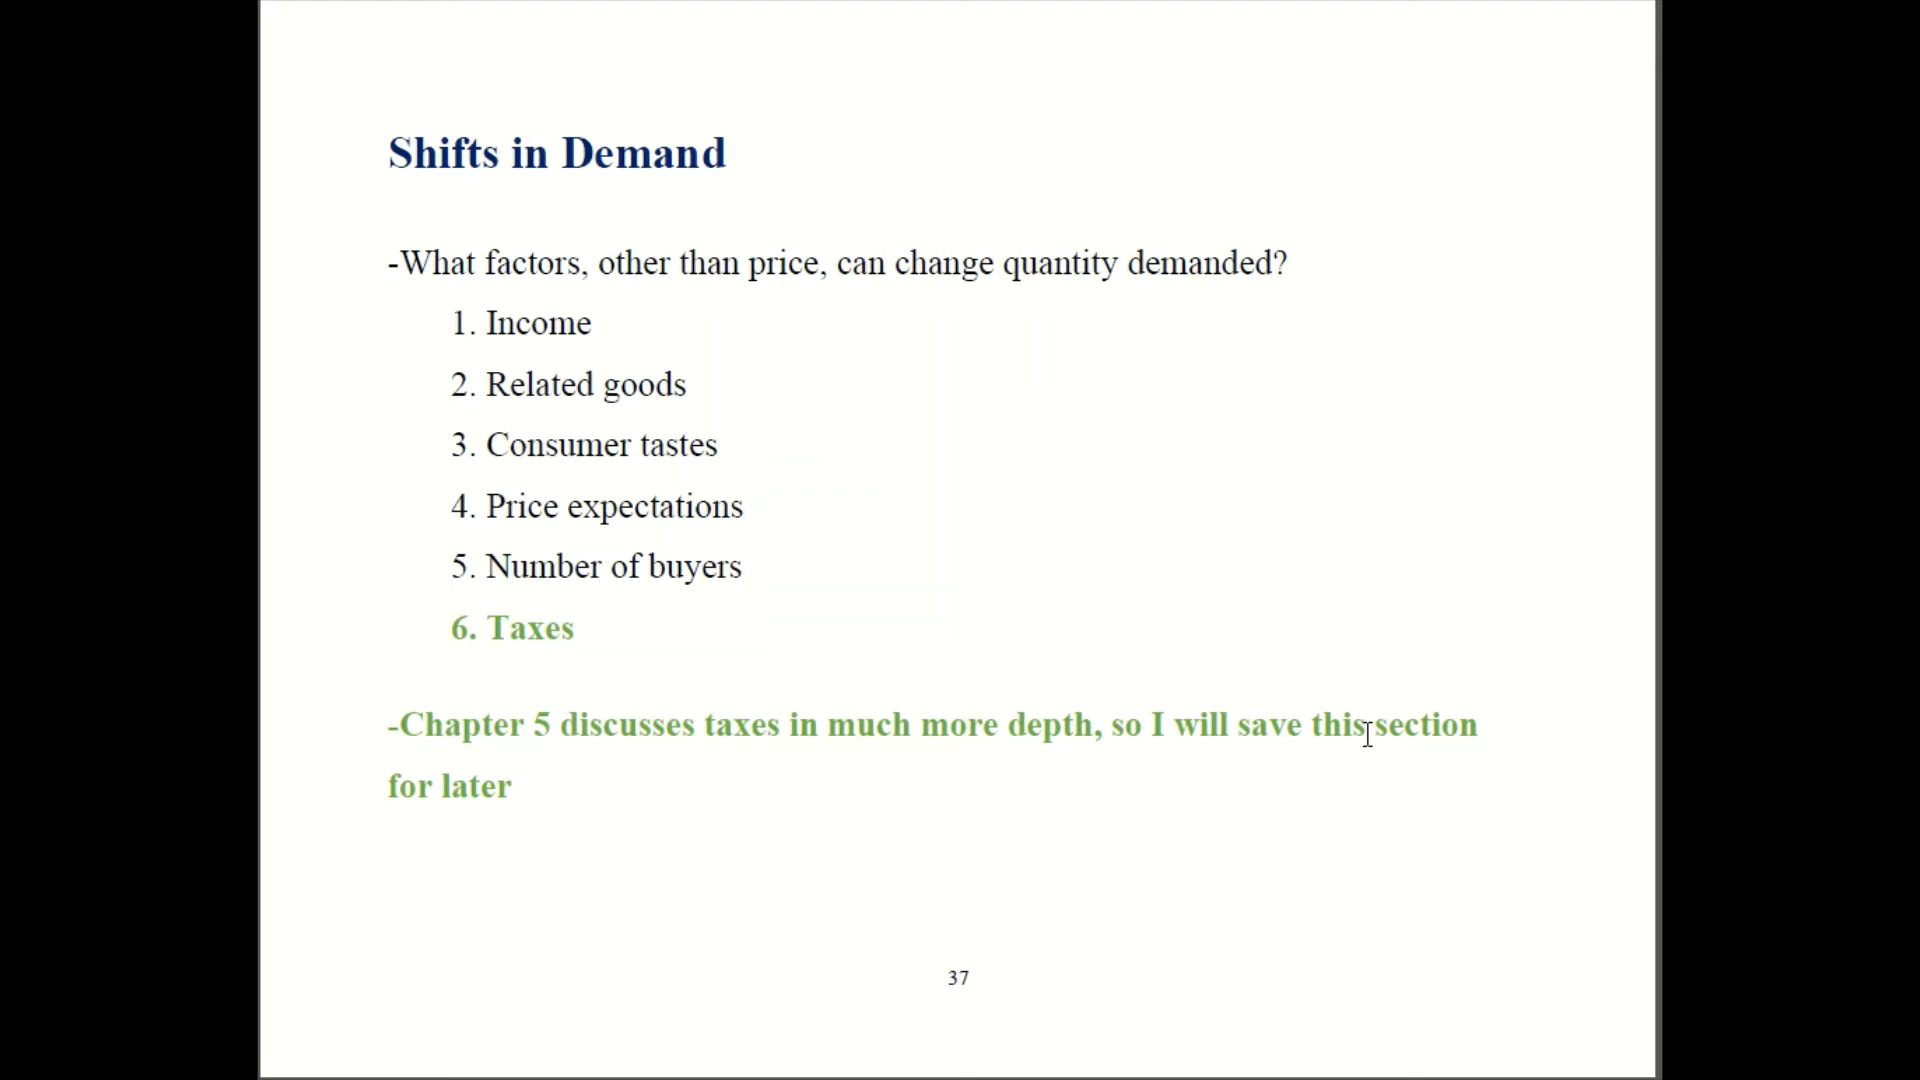 Shifts in Demand
-What factors, other than price, can change quantity demanded?
1. Income
2. Related goods
3. Consumer tastes
4. Price expectations
5. Number of buyers
6. Taxes
-Chapter 5 discusses taxes in much more depth, so I will save this section
for later
37